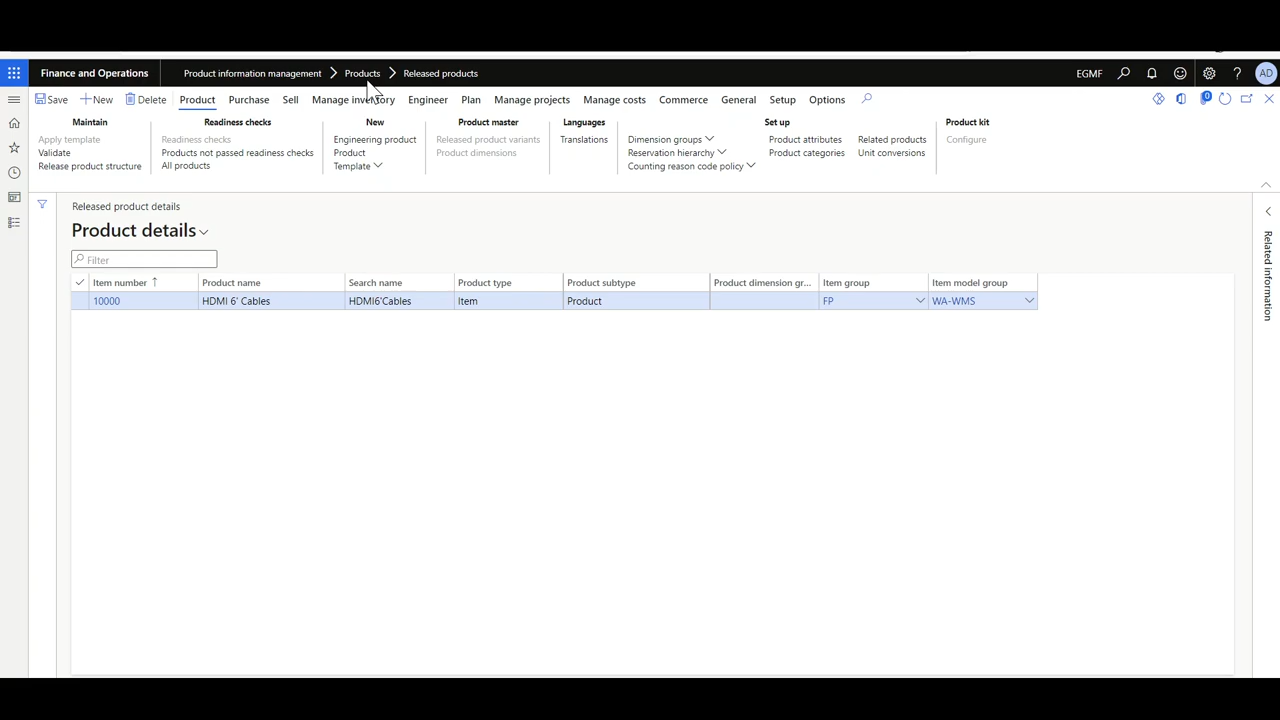 Finance and Operations Product information management Products Released products EGMF ? AD
Save New Delete Product Purchase Sell Manage inventory Engineer Plan Manage projects Manage costs Commerce General Setup Options 0
Maintain Readiness checks New Product master Languages Set up Product kit
Apply template Readiness checks Engineering product Released product variants Translations Dimension groups Product attributes Related products Configure
Validate Products not passed readiness checks Product Product dimensions Reservation hierarchy Product categories Unit conversions
Release product structure All products Template Counting reason code policy
Released product details
Product details
Filter
Item number Product name Search name Product type Product subtype Product dimension gr... Item group Item model group
10000 HDMI 6' Cables HDMI6'Cables Item Product FP WA-WMS
Related information